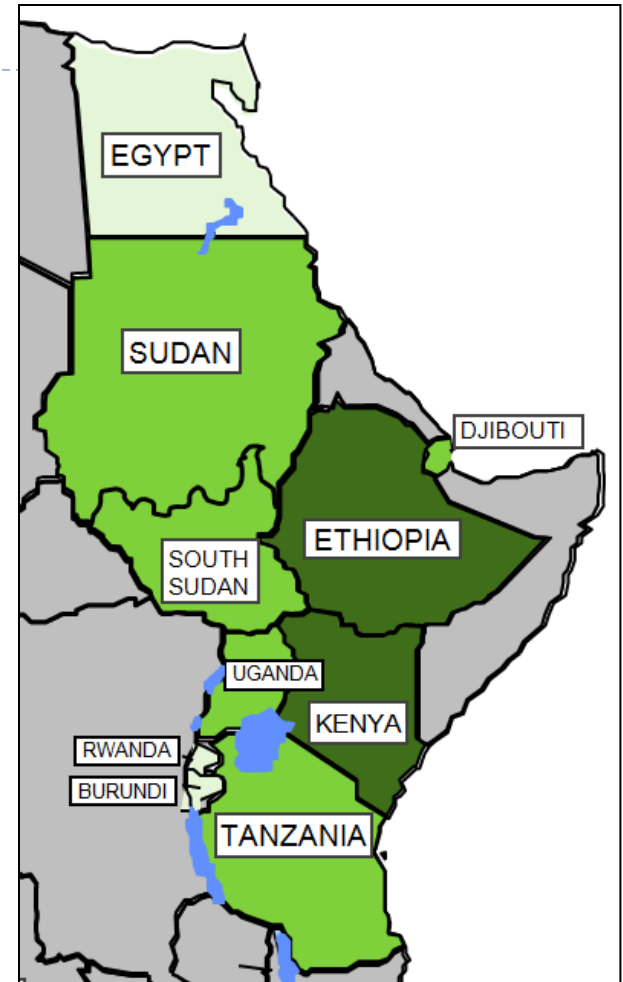 EGYPT
SUDAN
DJIBOUTI
ETHIOPIA
SOUTH
SUDAN
UGANDA
KENYA
RWANDA
BURUNDI
TANZANIA